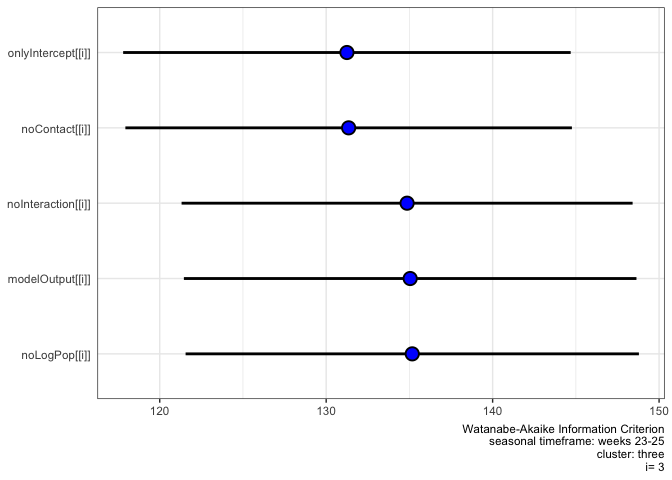 onlyIntercept[[i]]
noContact[[i]]
noInteraction[[i]]
modelOutput[[i]]
noLogPop[[i]]
120 130 140 150
Watanabe-Akaike Information Criterion
seasonal timeframe: weeks 23-25
cluster: three
i= 3